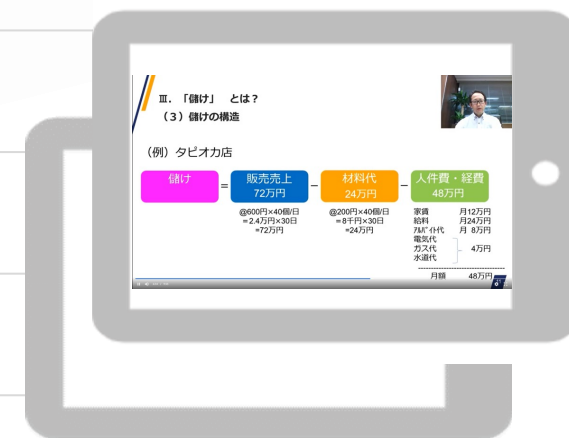 Ⅲ．「儲け」 とは？
（3）儲けの構造
（例）タピオカ店
儲け = 販売売上 － 材料代 － 人件費・経費
72万円 24万円 48万円
@600円×40個/日 @200円×40個/日
=2.4万円×30日 =8千円×30日
=72万円 =24万円
家賃 月12万円
給料 月24万円
ｱﾙﾊﾞｲﾄ代 月 8万円
電気代
ガス代 4万円
水道代
月額 48万円